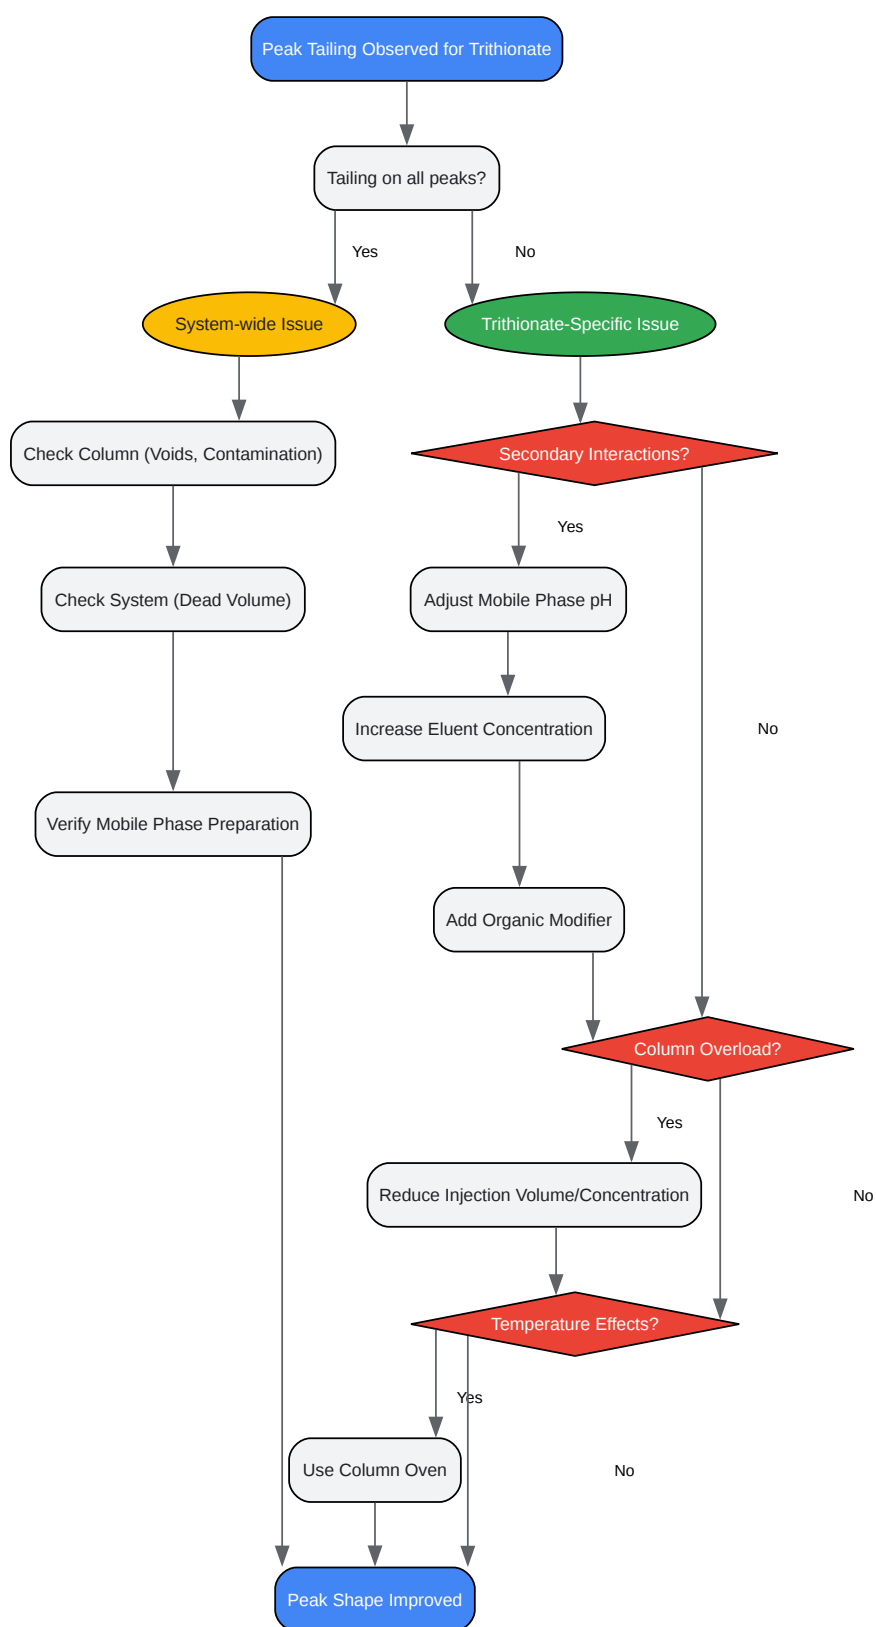 Peak Tailing Observed for Trithionate
Tailing on all peaks?
Yes
No
System-wide Issue
Trithionate-Specific Issue
Check Column (Voids, Contamination)
Secondary Interactions?
Yes
Check System (Dead Volume)
Adjust Mobile Phase pH
Increase Eluent Concentration
No
Verify Mobile Phase Preparation
Add Organic Modifier
Column Overload?
Yes
Reduce Injection Volume/Concentration
No
Temperature Effects?
Yes
Use Column Oven
No
Peak Shape Improved